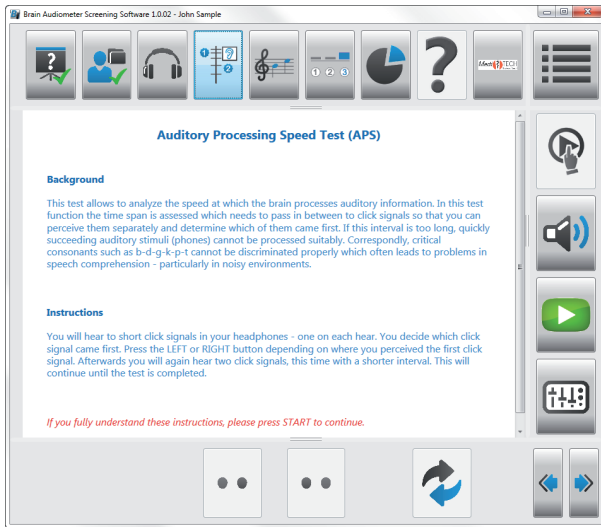 Brain Audiometer Screening Software 1.0.02 - John Sample
?
1
2
1 2 3
?
MediTECH
Auditory Processing Speed Test (APS)
Background
This test allows to analyze the speed at which the brain processes auditory information. In this test
function the time span is assessed which needs to pass in between to click signals so that you can
perceive them separately and determine which of them came first. If this interval is too long, quickly
succeeding auditory stimuli (phones) cannot be processed suitably. Correspondly, critical
consonants such as b-d-g-k-p-t cannot be discriminated properly which often leads to problems in
speech comprehension - particularly in noisy environments.
Instructions
You will hear to short click signals in your headphones - one on each hear. You decide which click
signal came first. Press the LEFT or RIGHT button depending on where you perceived the first click
signal. Afterwards you will again hear two click signals, this time with a shorter interval. This will
continue until the test is completed.
If you fully understand these instructions, please press START to continue.